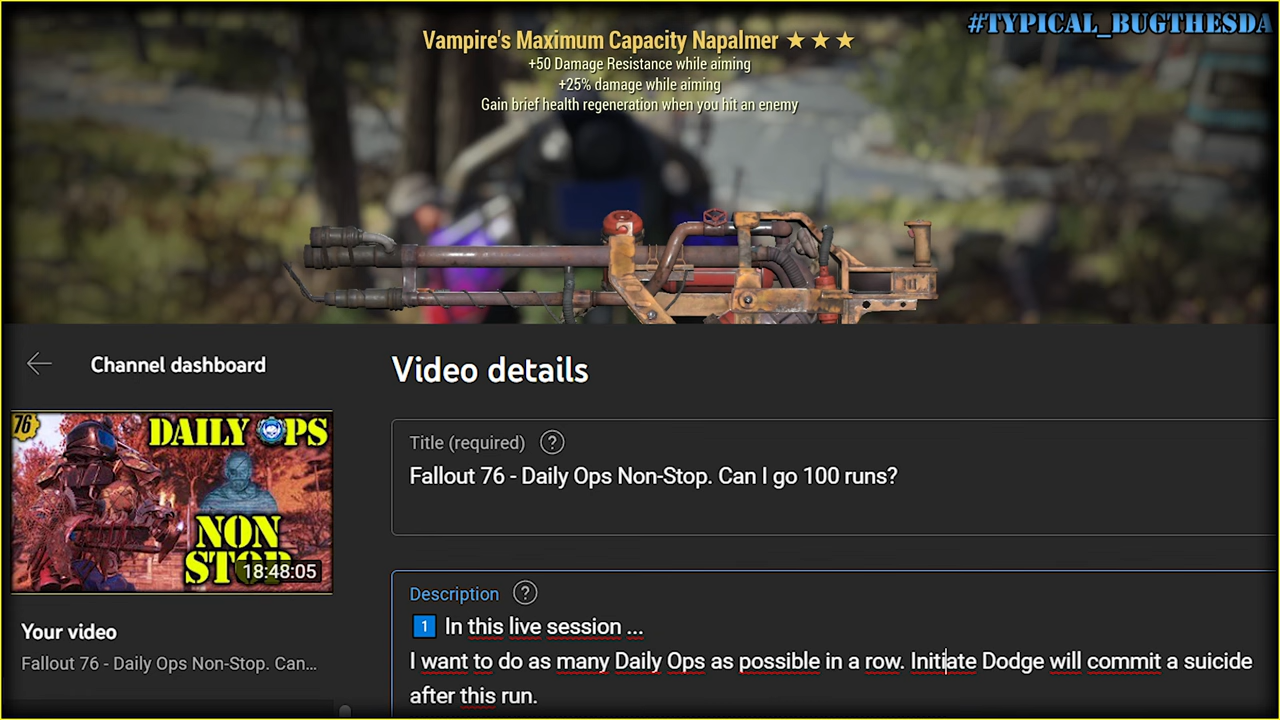 #TYPICAL_BUGTHESDA
Vampire's Maximum Capacity Napalmer ★ ★ ★
+50 Damage Resistance while aiming
+25% damage while aiming
Gain brief health regeneration when you hit an enemy
Channel dashboard
76
DAILY OPS
NON
STOP
18:48:05
Your video
Fallout 76 - Daily Ops Non-Stop. Can...
Video details
Title (required) ?
Fallout 76 - Daily Ops Non-Stop. Can I go 100 runs?
Description ?
1 In this live session ...
I want to do as many Daily Ops as possible in a row. Initiate Dodge will commit a suicide
after this run.